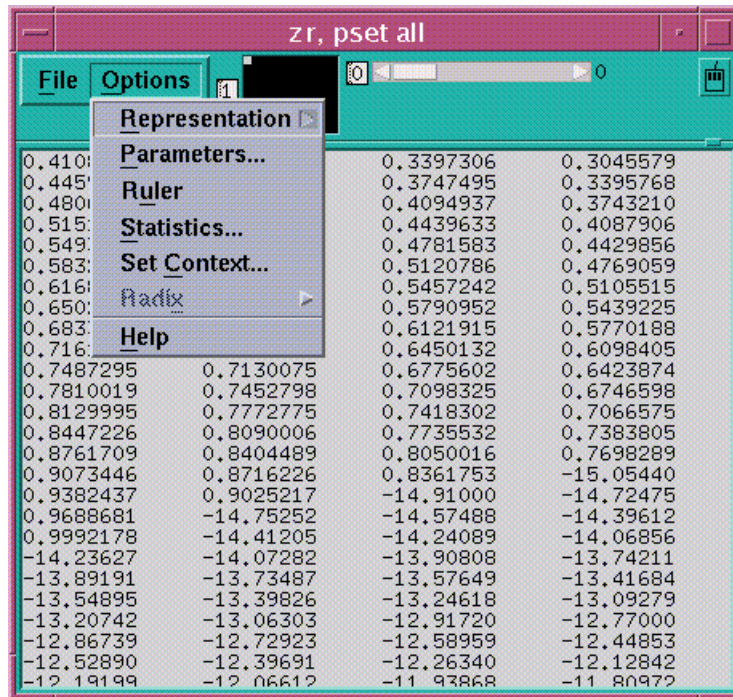 zr, pset all
File Options 1 0 0
Representation
Parameters...
Ruler
Statistics...
Set Context...
Radix
Help
0.3397306 0.3045579
0.3747495 0.3395768
0.4094937 0.3743210
0.4439633 0.4087906
0.4781583 0.4429856
0.5120786 0.4769059
0.5457242 0.5105515
0.5790952 0.5439225
0.6121915 0.5770188
0.6450132 0.6098405
0.7487295 0.7130075 0.6775602 0.6423874
0.7810019 0.7452798 0.7098325 0.6746598
0.8129995 0.7772775 0.7418302 0.7066575
0.8447226 0.8090006 0.7735532 0.7383805
0.8761709 0.8404489 0.8050016 0.7698289
0.9073446 0.8716226 0.8361753 -15.05440
0.9382437 0.9025217 -14.91000 -14.72475
0.9688681 -14.75252 -14.57488 -14.39612
0.9992178 -14.41205 -14.24089 -14.06856
-14.23627 -14.07282 -13.90808 -13.74211
-13.89191 -13.73487 -13.57649 -13.41684
-13.54895 -13.39826 -13.24618 -13.09279
-13.20742 -13.06303 -12.91720 -12.77000
-12.86739 -12.72923 -12.58959 -12.44853
-12.52890 -12.39691 -12.26340 -12.12842
-12.19199 -12.06612 -11.93868 -11.80972